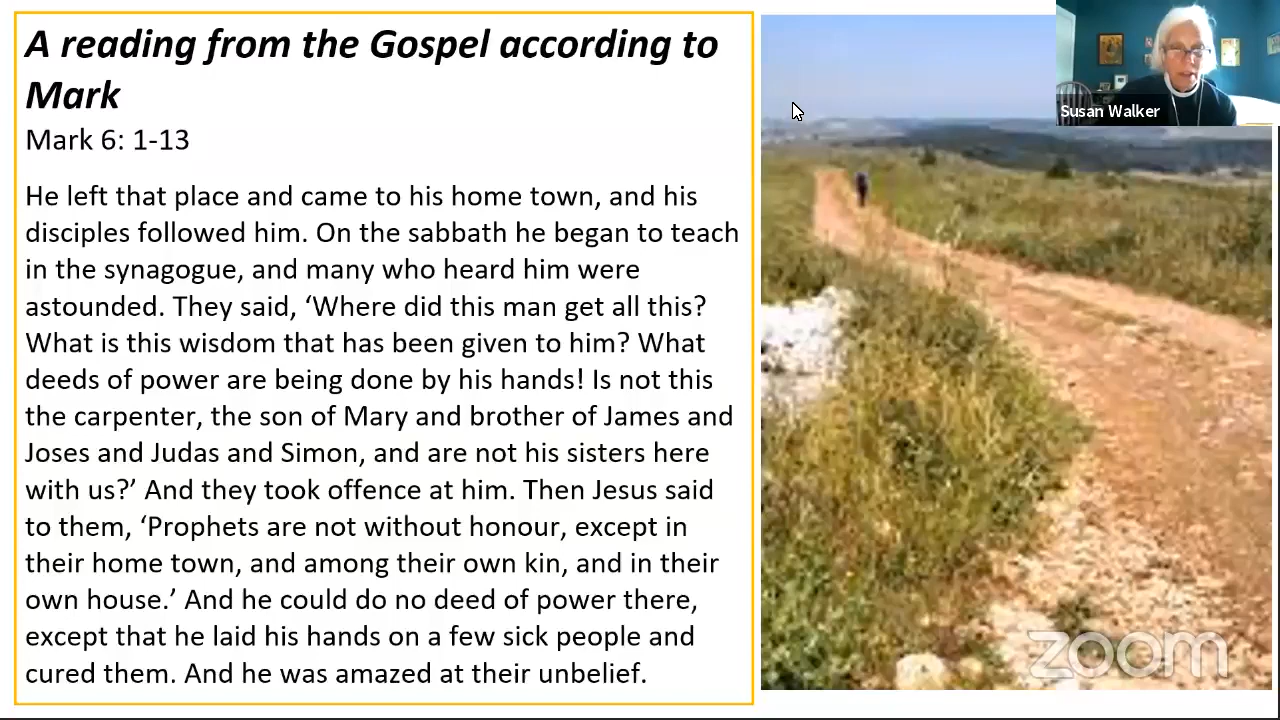 A reading from the Gospel according to
Mark
Mark 6: 1-13
He left that place and came to his home town, and his
disciples followed him. On the sabbath he began to teach
in the synagogue, and many who heard him were
astounded. They said, ‘Where did this man get all this?
What is this wisdom that has been given to him? What
deeds of power are being done by his hands! Is not this
the carpenter, the son of Mary and brother of James and
Joses and Judas and Simon, and are not his sisters here
with us?’ And they took offence at him. Then Jesus said
to them, ‘Prophets are not without honour, except in
their home town, and among their own kin, and in their
own house.’ And he could do no deed of power there,
except that he laid his hands on a few sick people and
cured them. And he was amazed at their unbelief.
Susan Walker
zoom